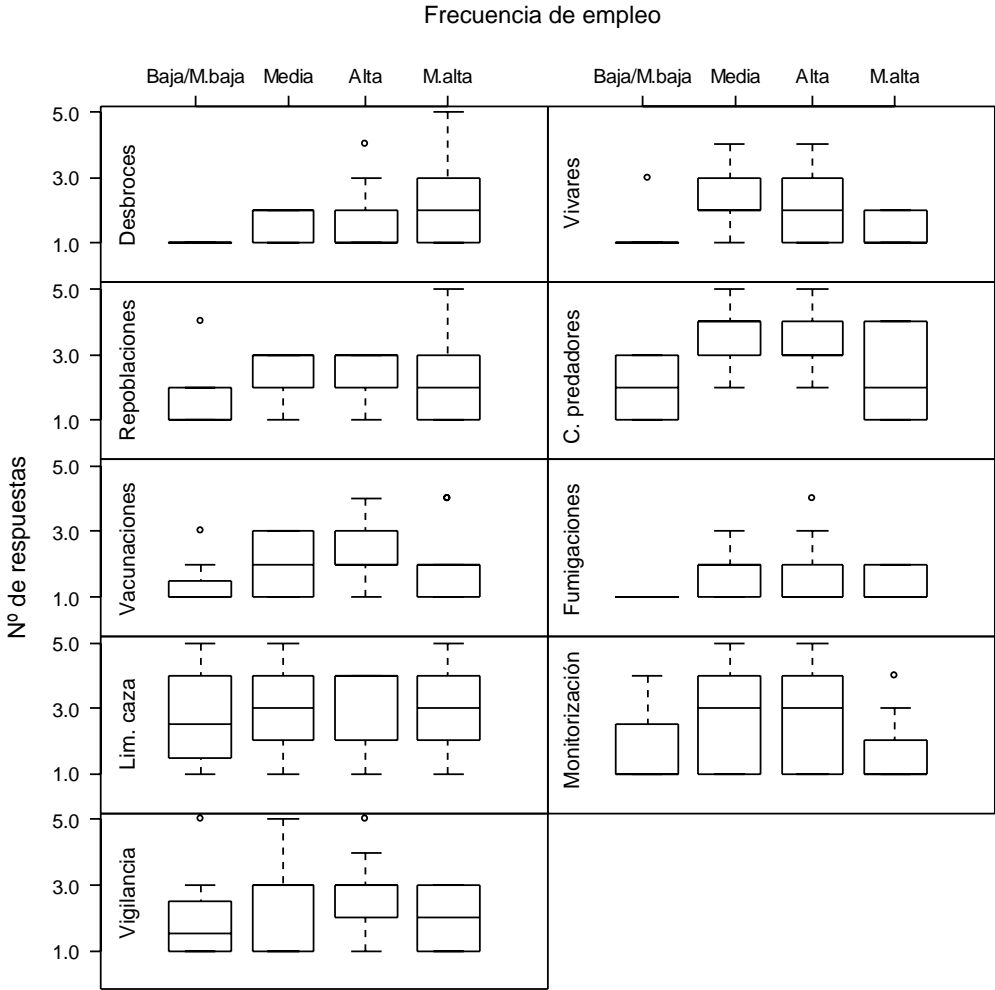 Frecuencia de empleo
Baja/M.baja Media Alta M.alta Baja/M.baja Media Alta M.alta
Nº de respuestas
5.0
3.0
1.0
Desbroces
Vivares
5.0
3.0
1.0
Repoblaciones
C. predadores
5.0
3.0
1.0
Vacunaciones
Fumigaciones
5.0
3.0
1.0
Lim. caza
Monitorización
5.0
3.0
1.0
Vigilancia